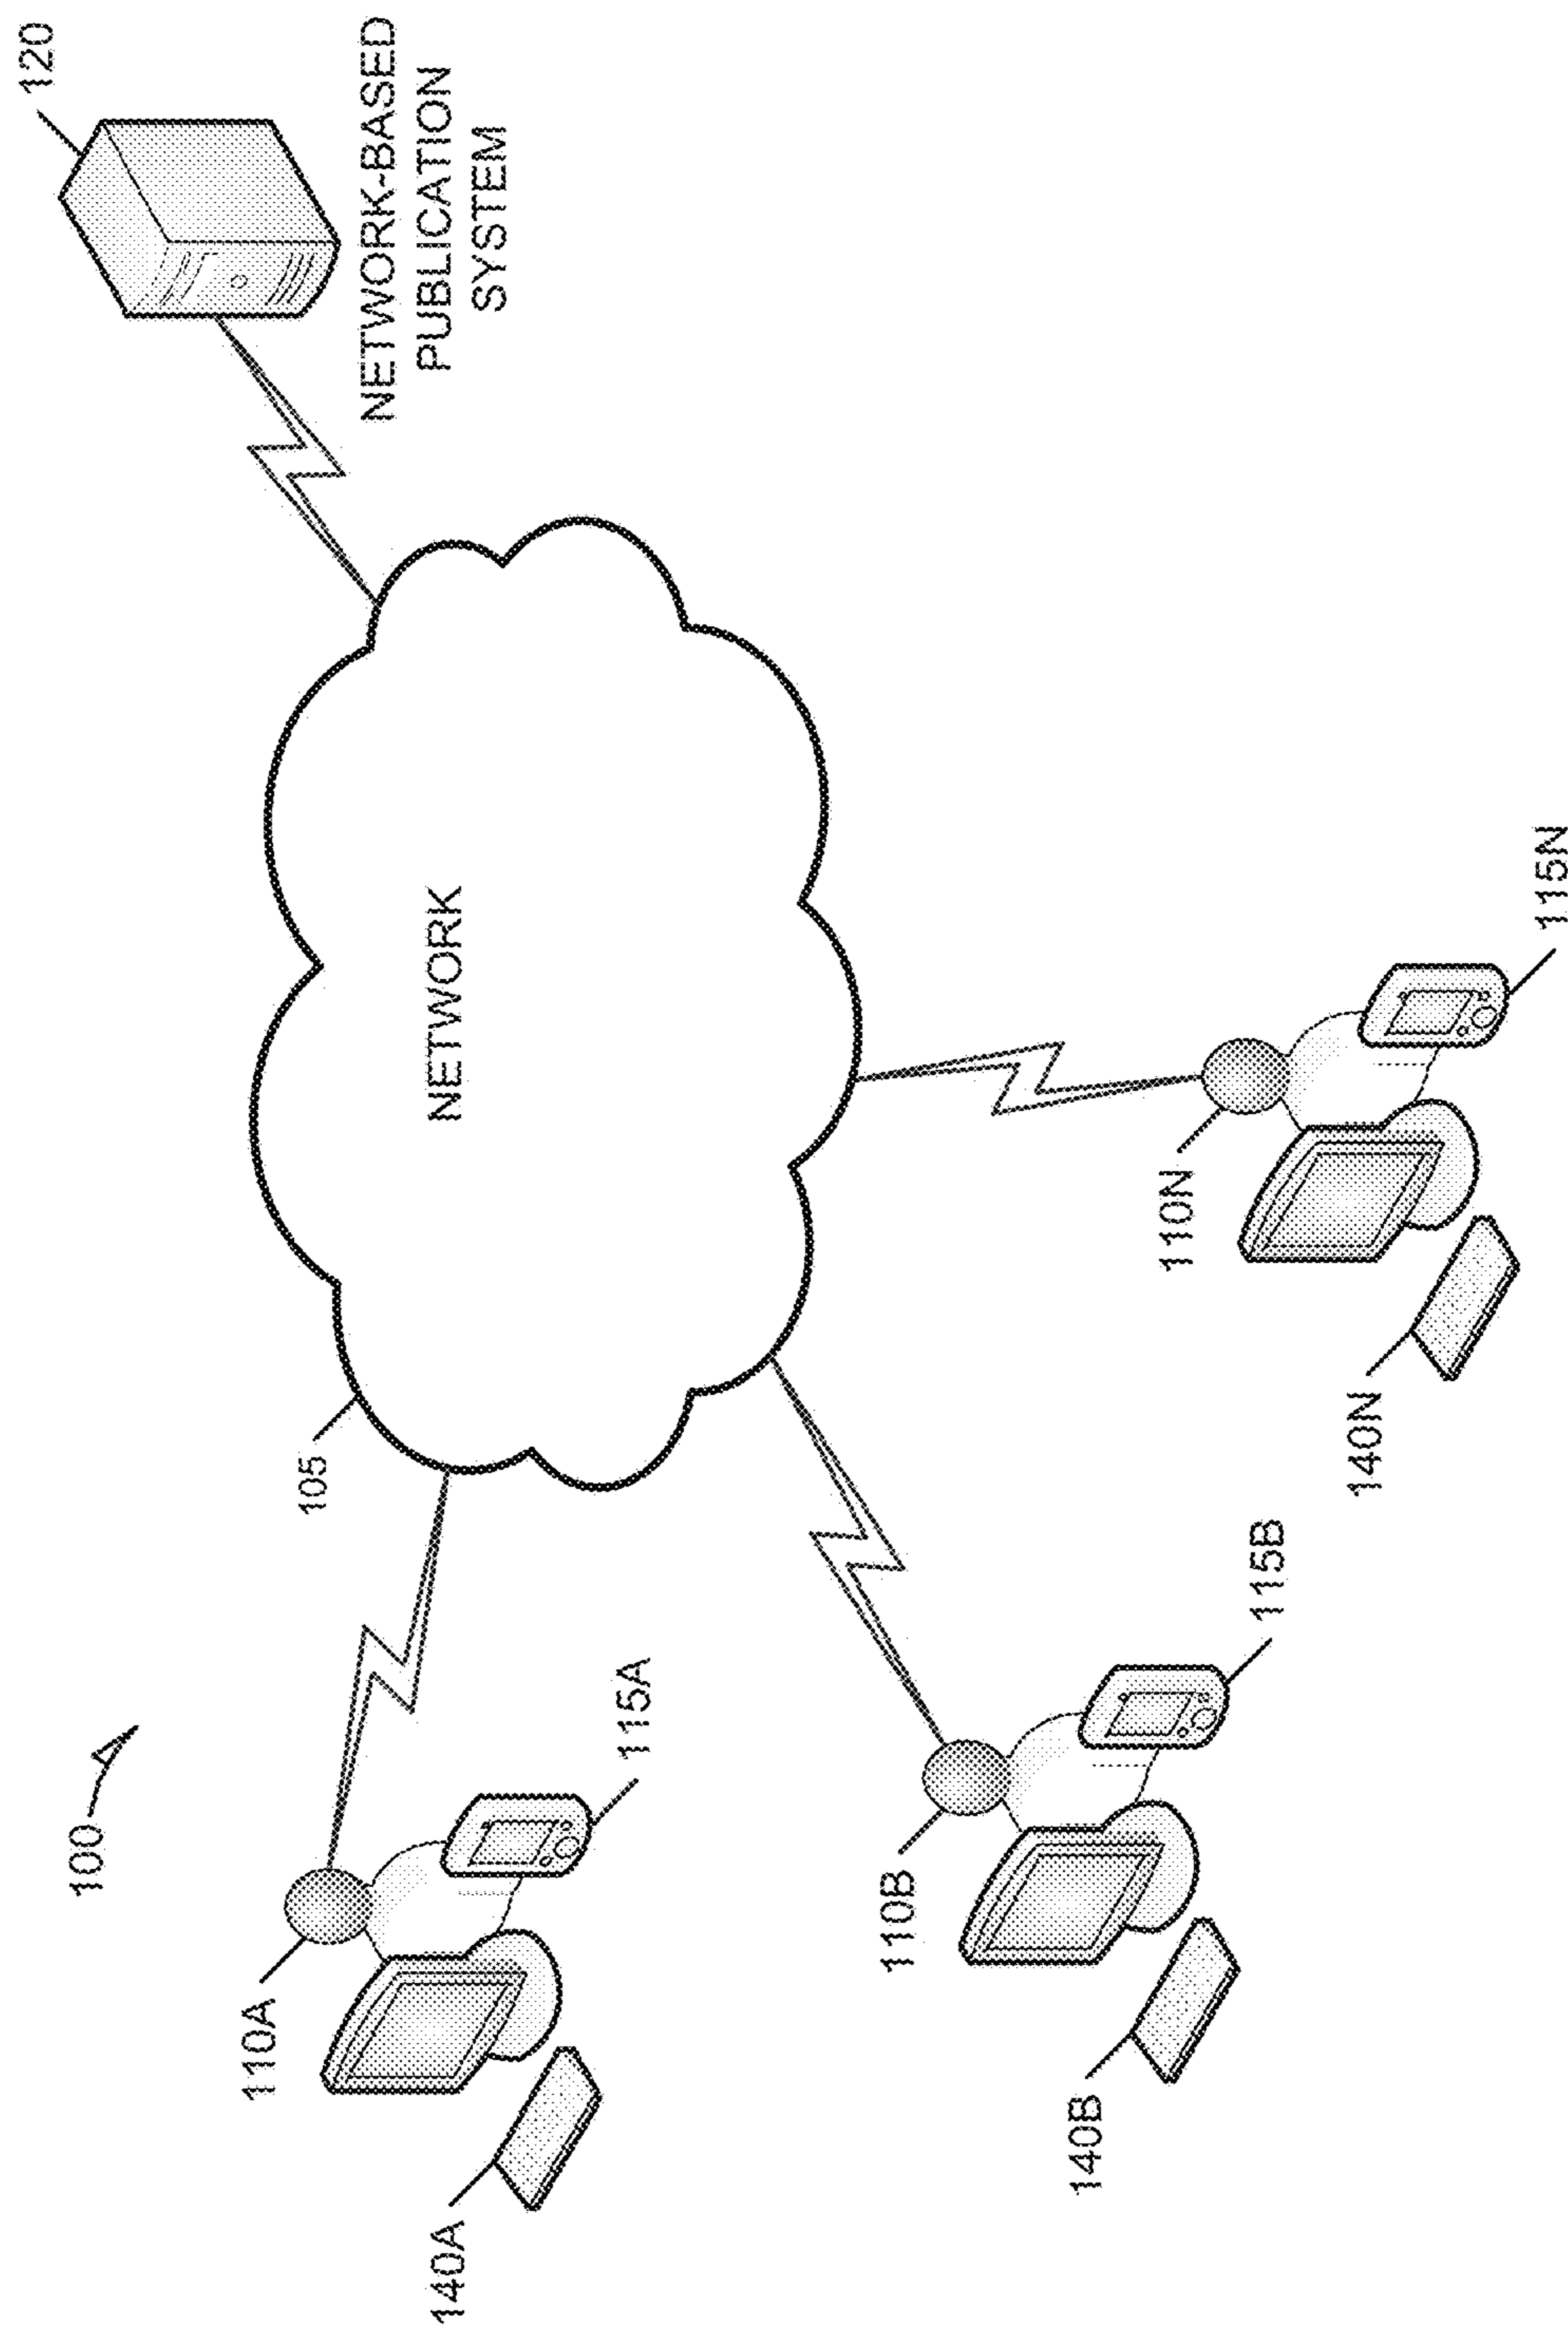 100
120
NETWORK-BASED
PUBLICATION
SYSTEM
105
NETWORK
110A
115A
140A
110B
115B
140B
110N
115N
140N